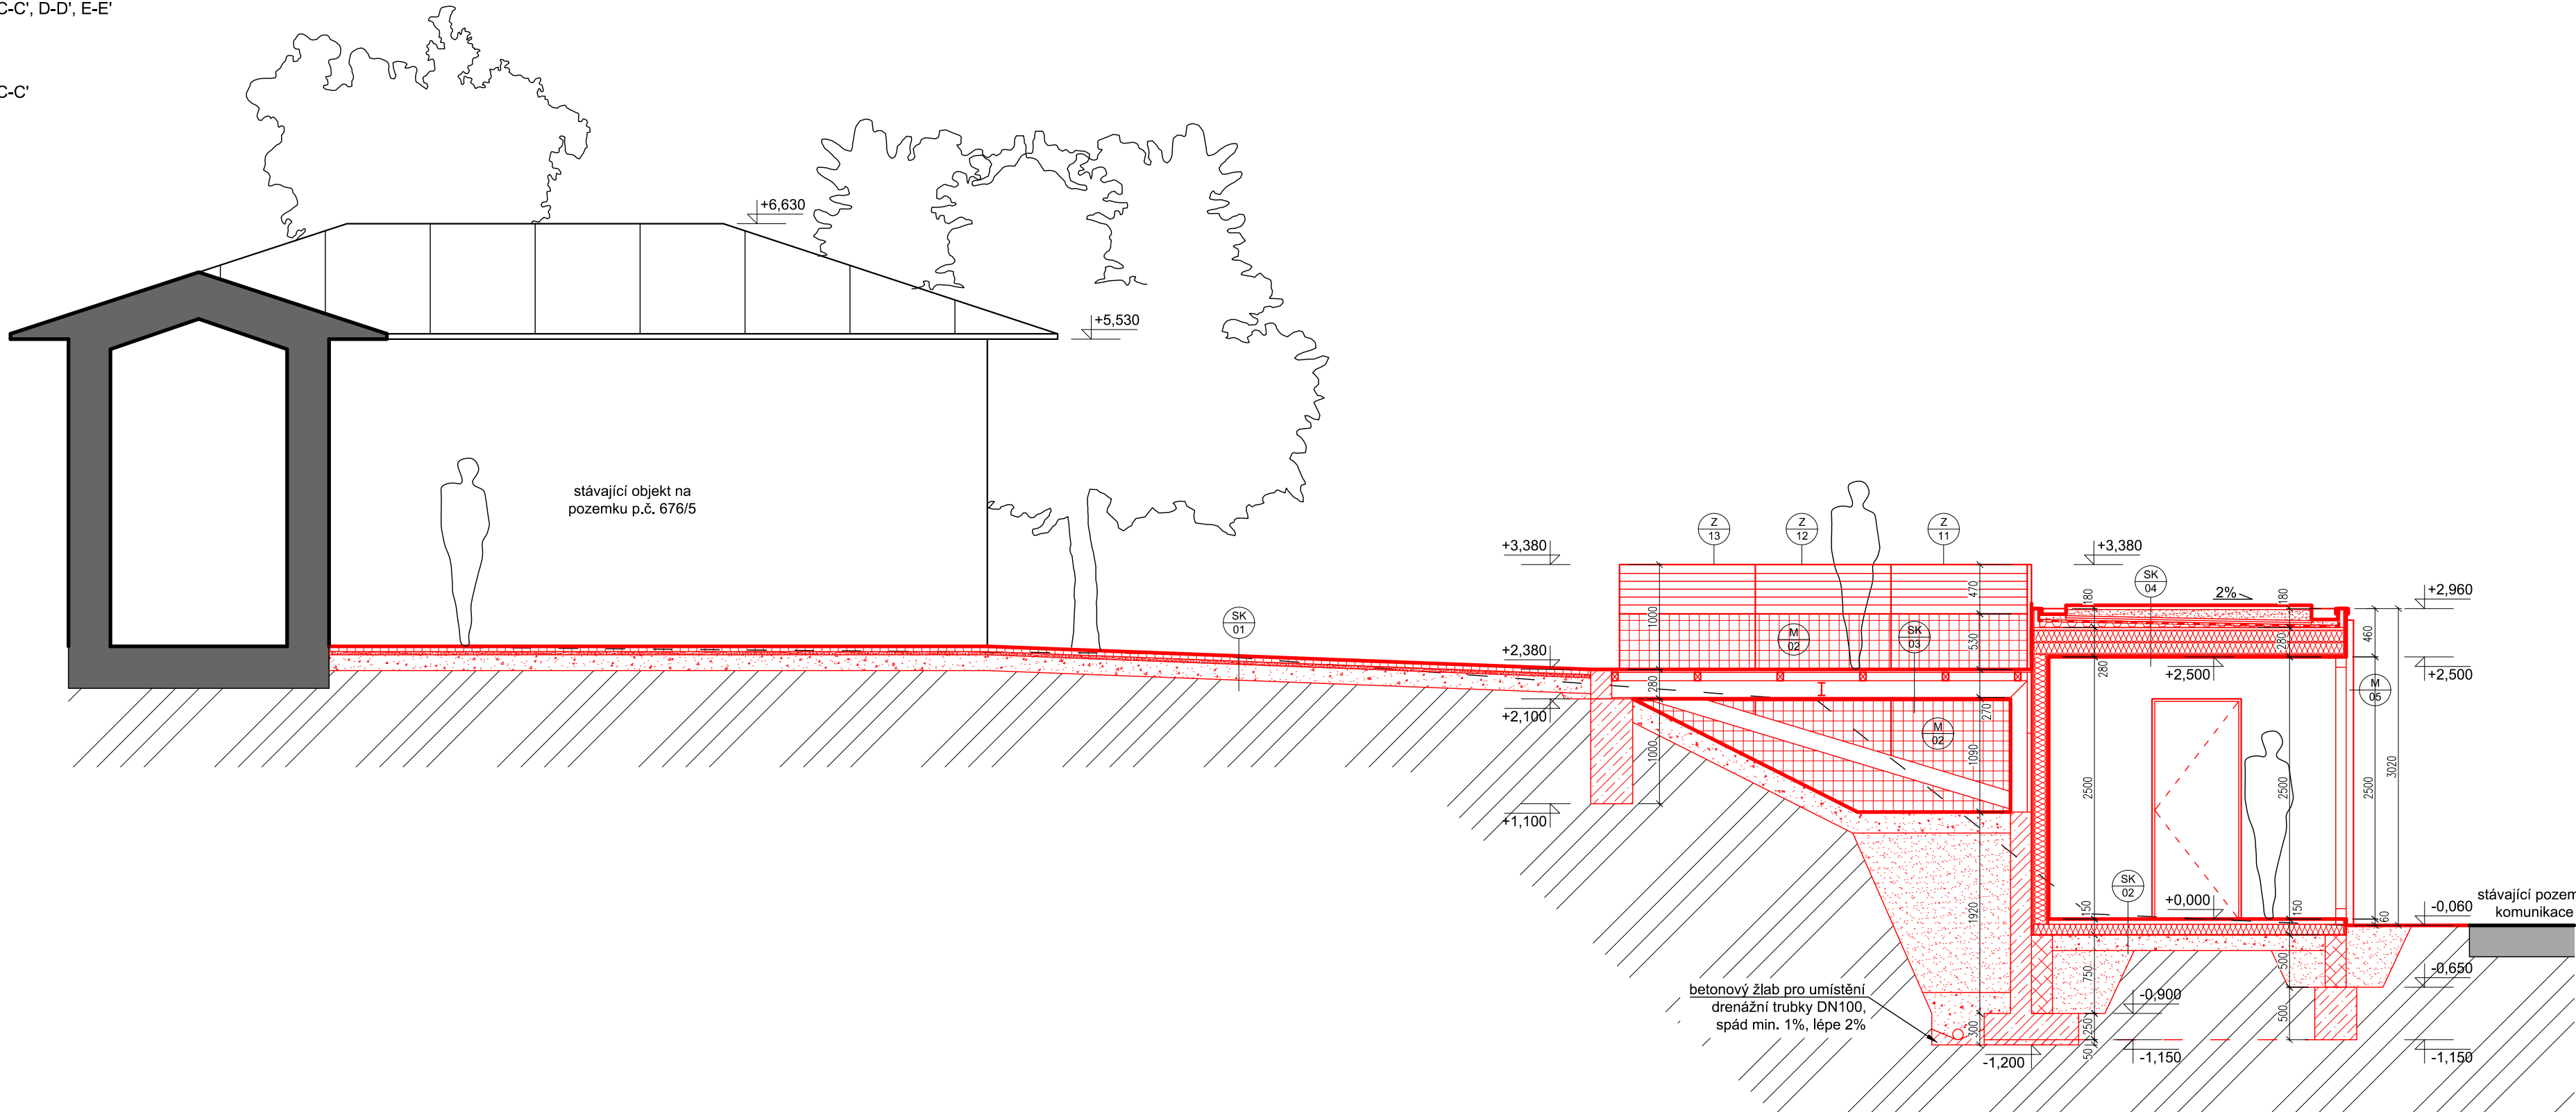 C-C', D-D', E-E'
C-C'
+6,630
+5,530
stávající objekt na
pozemku p.č. 676/5
SK
01
Z
13
Z
12
Z
11
+3,380
+3,380
SK
04
2%
+2,960
1000
470
530
M
02
SK
03
180
180
280
280
280
460
+2,380
+2,500
+2,500
280
270
+2,100
M
02
M
05
1000
1090
2500
2500
2500
3020
+1,100
SK
02
+0,000
150
150
60
-0,060
stávající pozem
komunikace
1920
750
500
-0,650
betonový žlab pro umístění
drenážní trubky DN100,
spád min. 1%, lépe 2%
-0,900
300
250
500
50
-1,200
-1,150
-1,150